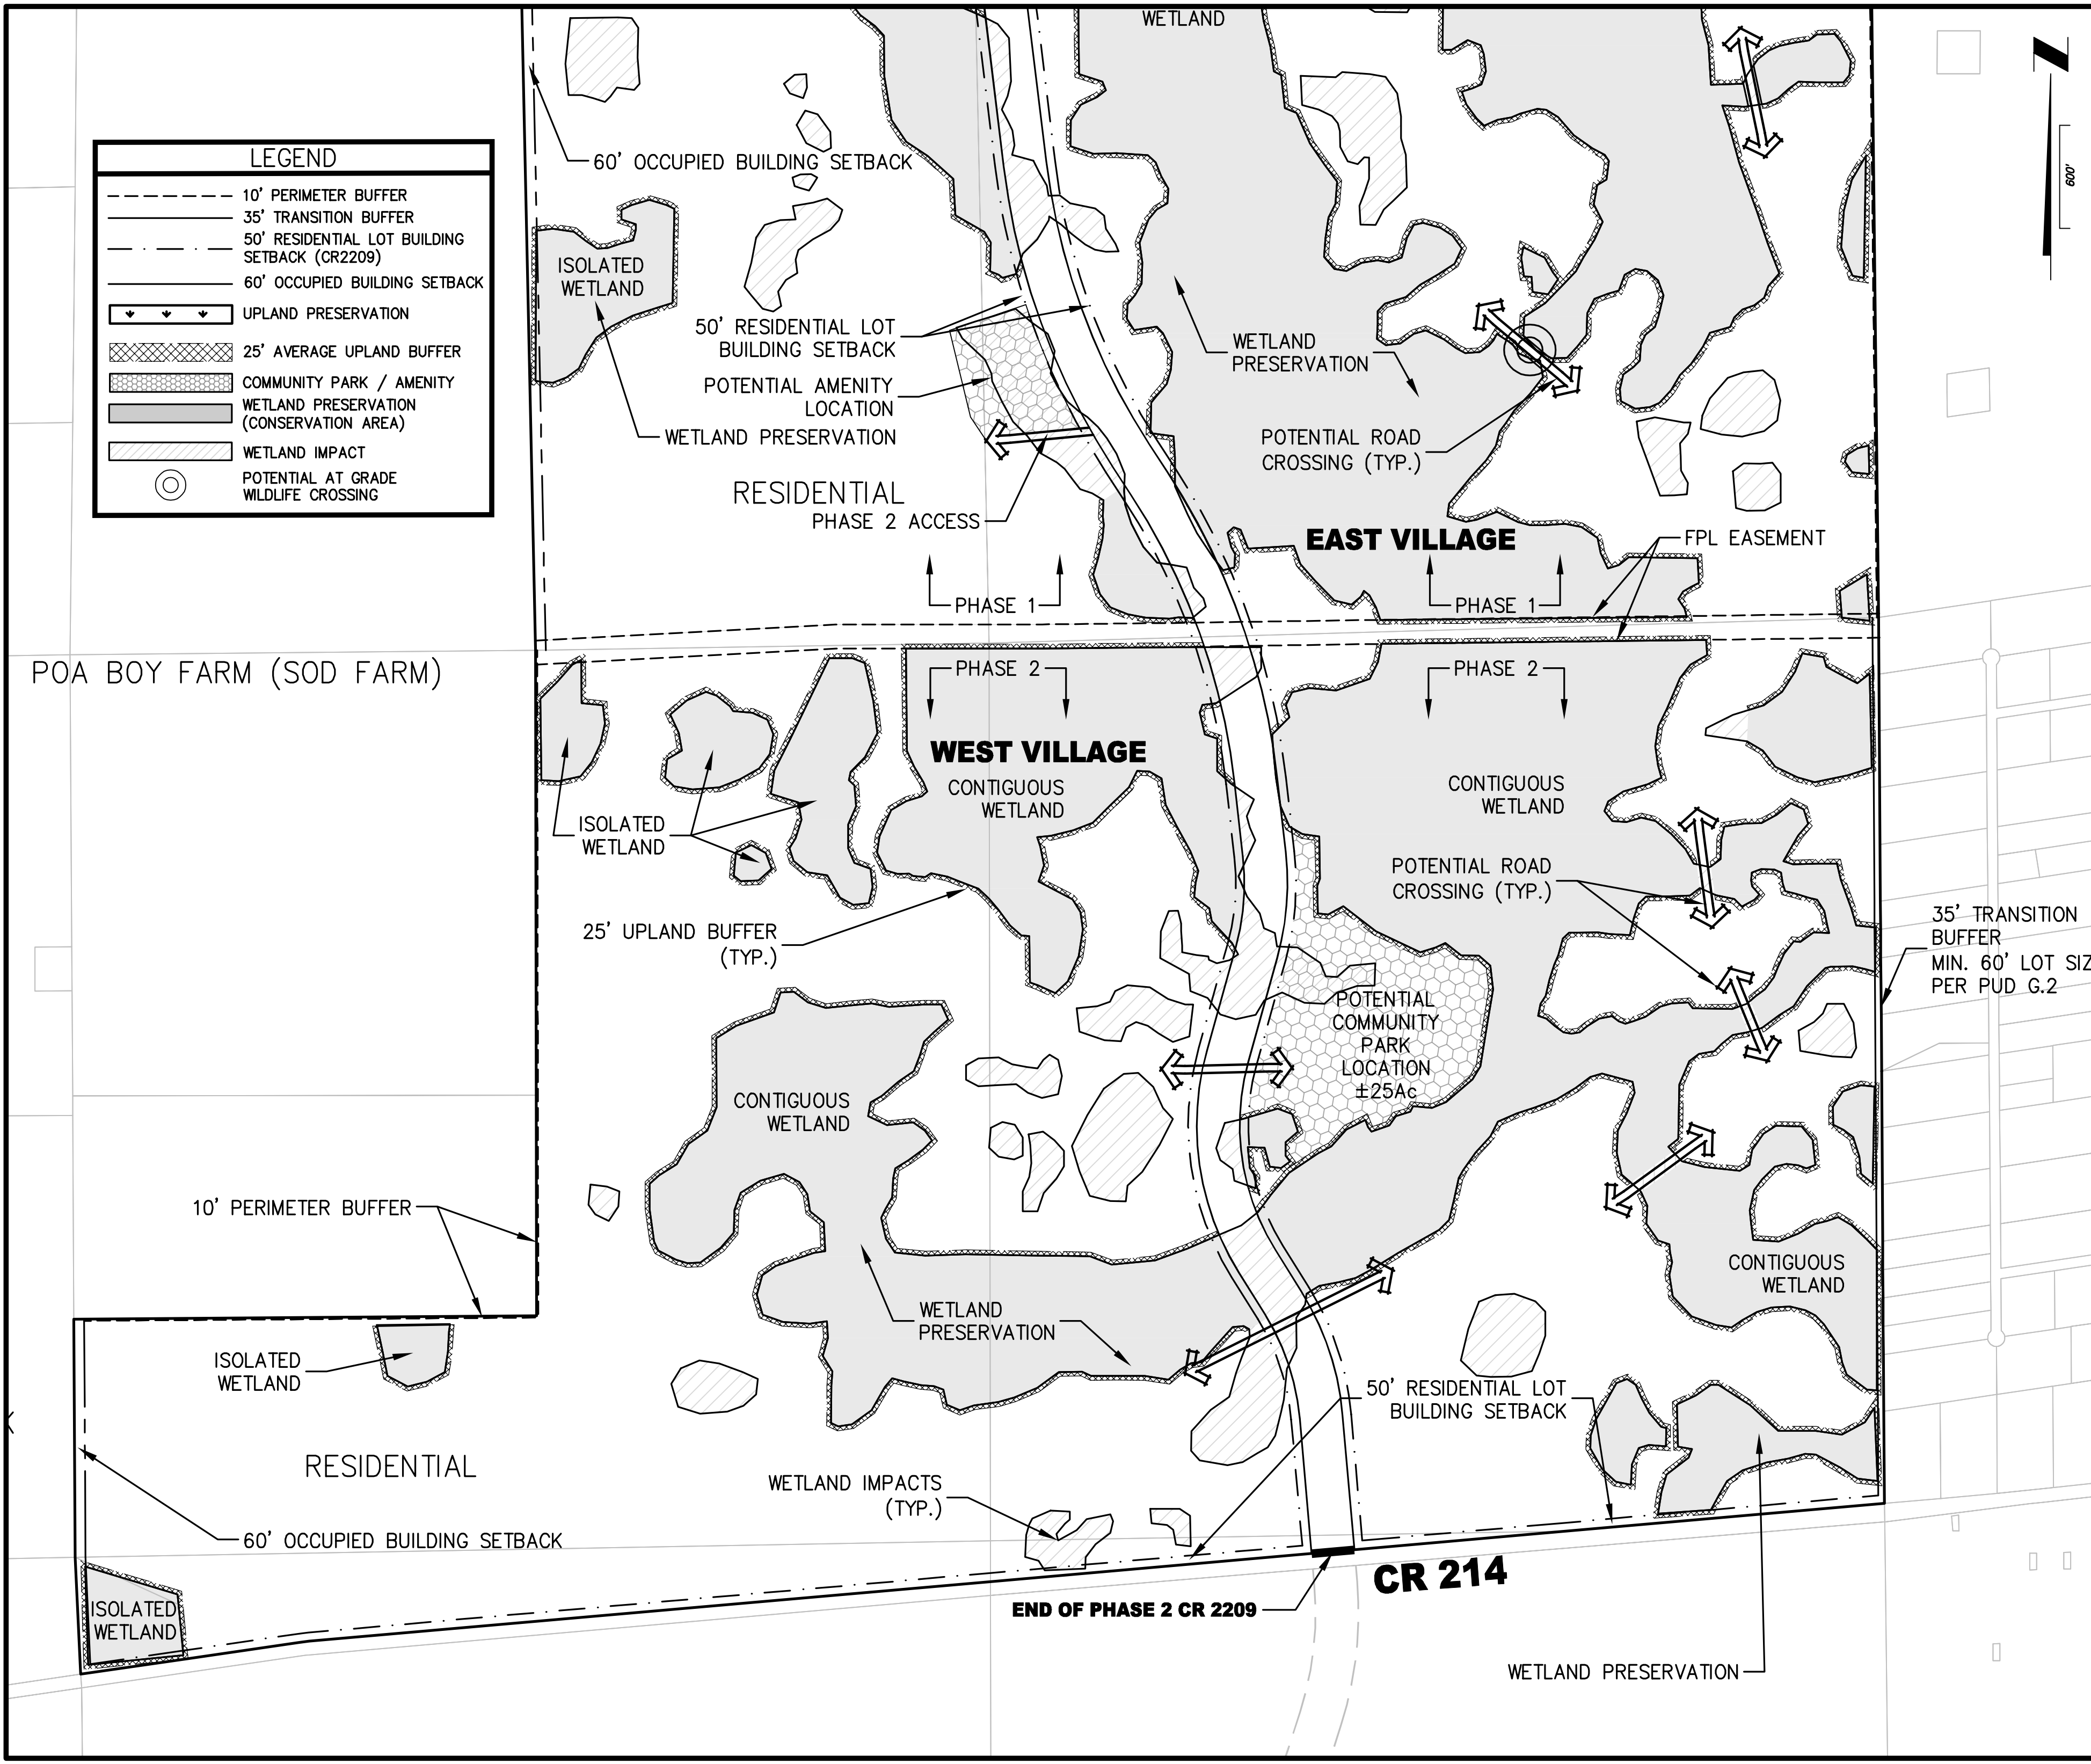 WETLAND
600'
LEGEND
10' PERIMETER BUFFER
35' TRANSITION BUFFER
50' RESIDENTIAL LOT BUILDING
SETBACK (CR2209)
60' OCCUPIED BUILDING SETBACK
UPLAND PRESERVATION
25' AVERAGE UPLAND BUFFER
COMMUNITY PARK / AMENITY
WETLAND PRESERVATION
(CONSERVATION AREA)
WETLAND IMPACT
POTENTIAL AT GRADE
WILDLIFE CROSSING
60' OCCUPIED BUILDING SETBACK
ISOLATED
WETLAND
50' RESIDENTIAL LOT
BUILDING SETBACK
POTENTIAL AMENITY
LOCATION
WETLAND PRESERVATION
WETLAND
PRESERVATION
POTENTIAL ROAD
CROSSING (TYP.)
RESIDENTIAL
PHASE 2 ACCESS
EAST VILLAGE
FPL EASEMENT
PHASE 1
PHASE 1
POA BOY FARM (SOD FARM)
PHASE 2
PHASE 2
WEST VILLAGE
CONTIGUOUS
WETLAND
CONTIGUOUS
WETLAND
ISOLATED
WETLAND
POTENTIAL ROAD
CROSSING (TYP.)
25' UPLAND BUFFER
(TYP.)
35' TRANSITION
BUFFER
MIN. 60' LOT SIZ
PER PUD G.2
POTENTIAL
COMMUNITY
PARK
LOCATION
±25Ac
CONTIGUOUS
WETLAND
10' PERIMETER BUFFER
CONTIGUOUS
WETLAND
WETLAND
PRESERVATION
ISOLATED
WETLAND
50' RESIDENTIAL LOT
BUILDING SETBACK
RESIDENTIAL
WETLAND IMPACTS
(TYP.)
60' OCCUPIED BUILDING SETBACK
CR 214
ISOLATED
WETLAND
END OF PHASE 2 CR 2209
WETLAND PRESERVATION